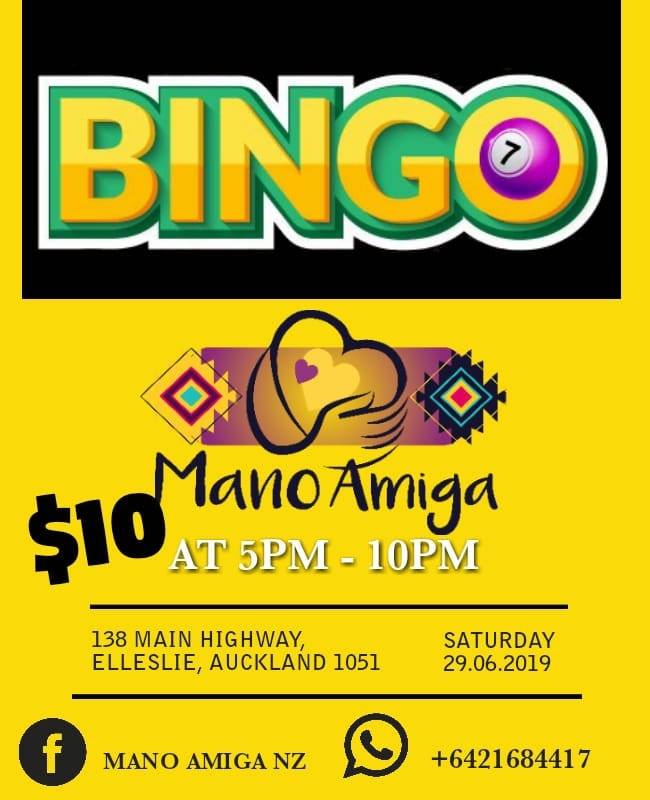 BINGO
7
Mano Amiga
$10
AT 5PM - 10PM
138 MAIN HIGHWAY,
ELLESLIE, AUCKLAND 1051
SATURDAY
29.06.2019
f
MANO AMIGA NZ
+6421684417